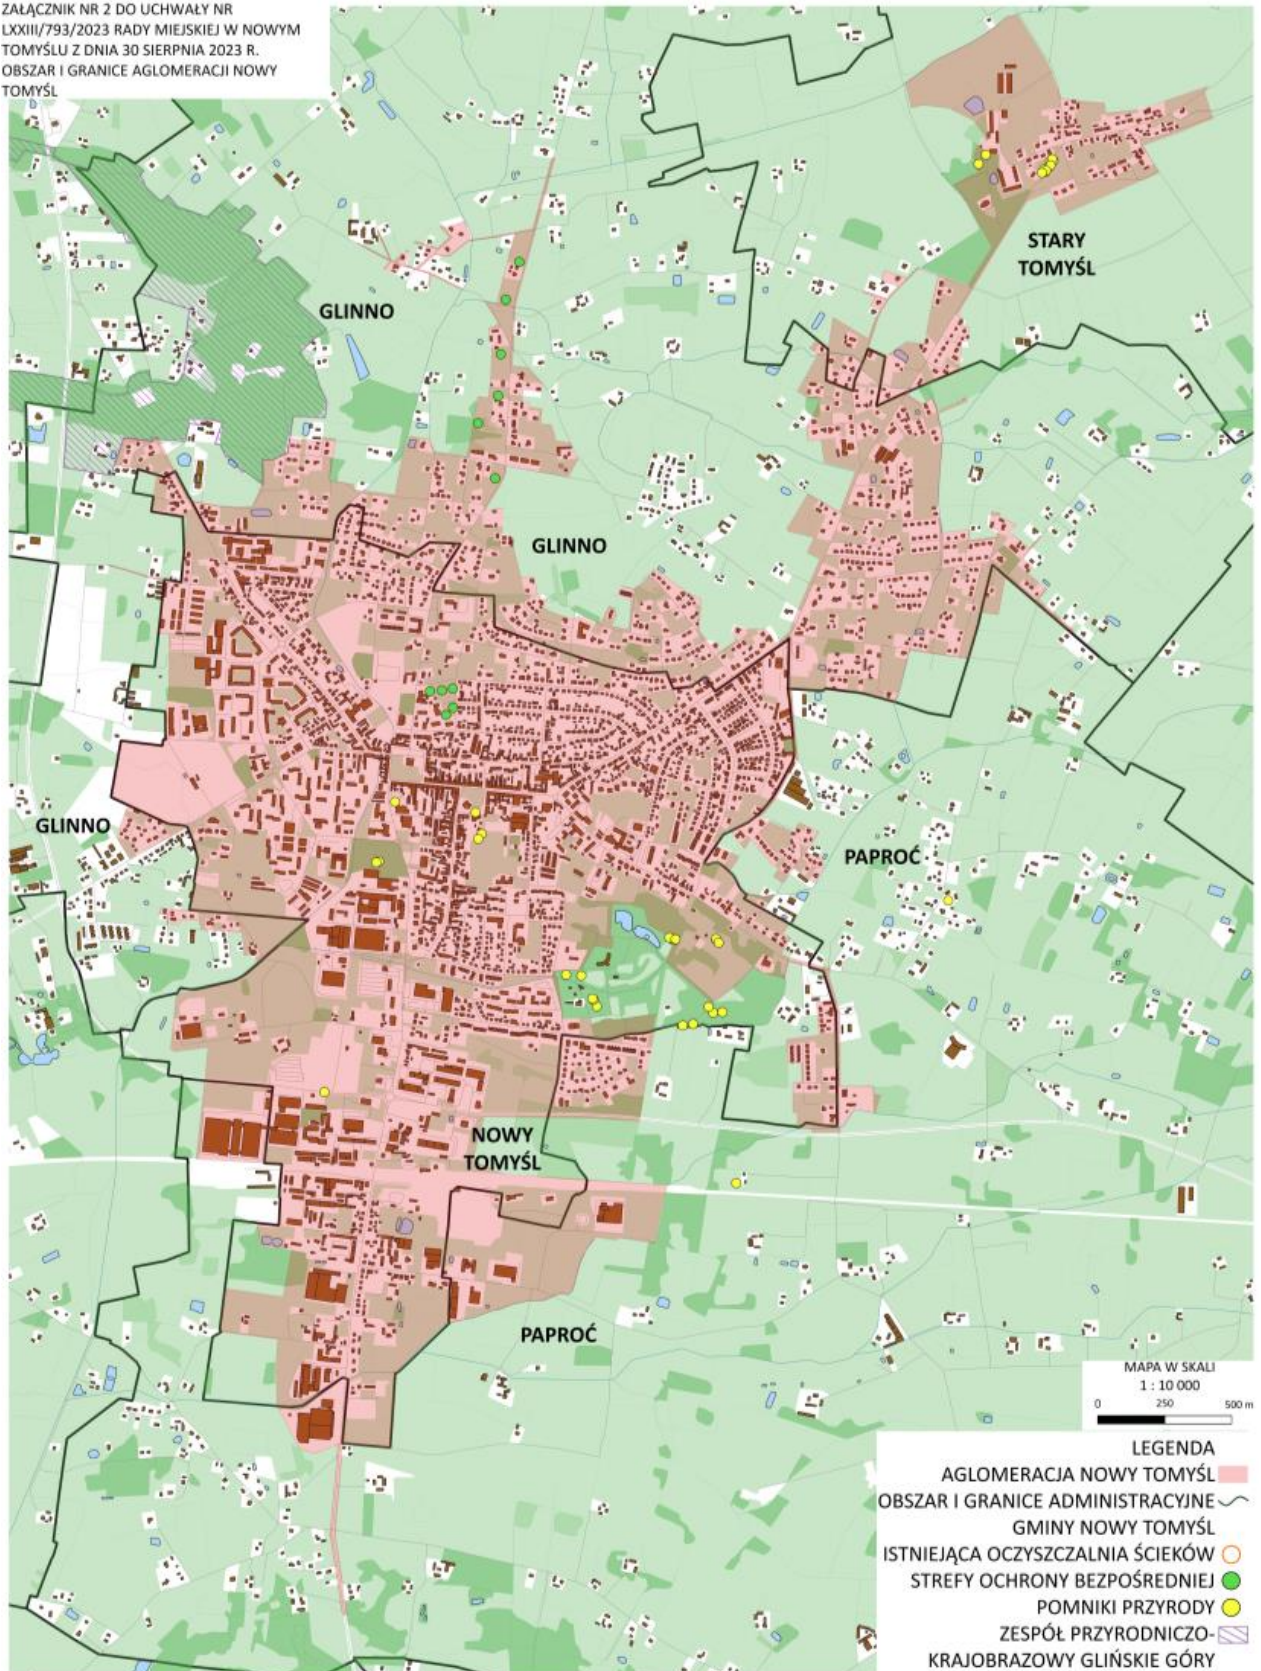 ZAŁĄCZNIK NR 2 DO UCHWAŁY NR
LXXIII/793/2023 RADY MIEJSKIEJ W NOWYM
TOMYŚLU Z DNIA 30 SIERPNIA 2023 R.
OBSZAR I GRANICE AGLOMERACJI NOWY
TOMYŚL
STARY
TOMYŚL
GLINNO
GLINNO
GLINNO
PAPROĆ
NOWY
TOMYŚL
PAPROĆ
MAPA W SKALI
1 : 10 000
0 250 500 m
LEGENDA
AGLOMERACJA NOWY TOMYŚL
OBSZAR I GRANICE ADMINISTRACYJNE
GMINY NOWY TOMYŚL
ISTNIEJĄCA OCZYSZCZALNIA ŚCIEKÓW
STREFY OCHRONY BEZPOŚREDNIEJ
POMNIKI PRZYRODY
ZESPÓŁ PRZYRODNICZO-
KRAJOBRAZOWY GLIŃSKIE GÓRY